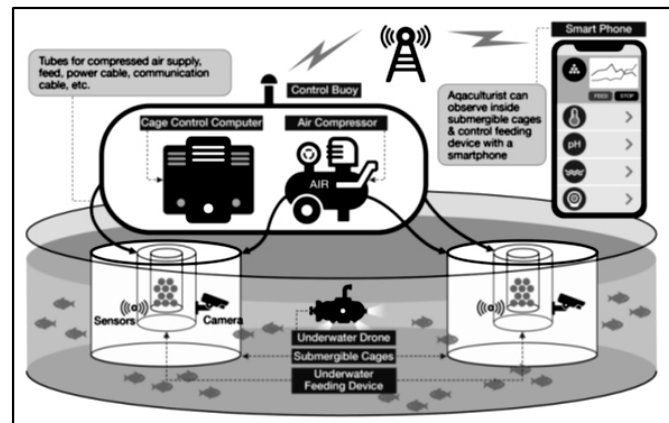 Smart Phone
Tubes for compressed air supply,
feed, power cable, communication
cable, etc.
Control Buoy
Cage Control Computer
Air Compressor
AIR
Aqaculturist can
observe inside
submergible cages
& control feeding
device with a
smartphone
FEED
STOP
pH
Sensors
Camera
Underwater Drone
Submergible Cages
Underwater
Feeding Device